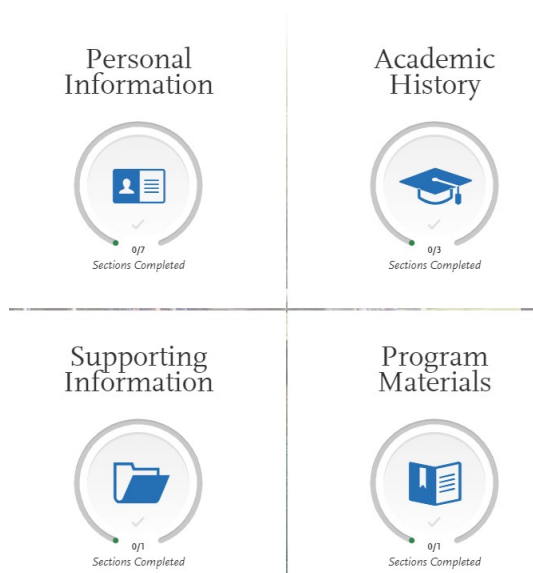 Personal
Information
0/7
Sections Completed
Academic
History
0/3
Sections Completed
Supporting
Information
0/1
Sections Completed
Program
Materials
0/1
Sections Completed